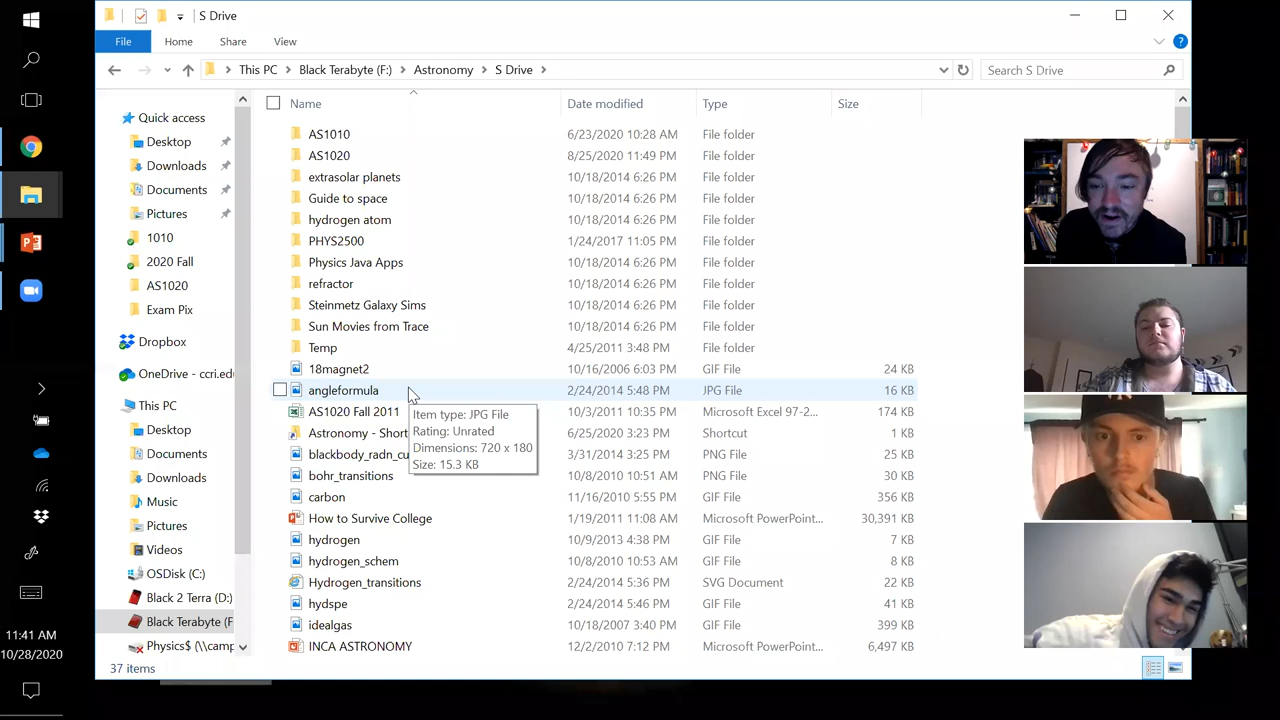 S Drive
File Home Share View
This PC Black Terabyte (F:) Astronomy S Drive Search S Drive
Name Date modified Type Size
Quick access
Desktop
Downloads
Documents
Pictures
1010
2020 Fall
AS1020
Exam Pix
Dropbox
OneDrive - ccri.edu
This PC
Desktop
Documents
Downloads
Music
Pictures
Videos
OSDisk (C:)
Black 2 Terra (D:)
Black Terabyte (F
Physics$ (\\camp
AS1010 6/23/2020 10:28 AM File folder
AS1020 8/25/2020 11:49 PM File folder
extrasolar planets 10/18/2014 6:26 PM File folder
Guide to space 10/18/2014 6:26 PM File folder
hydrogen atom 10/18/2014 6:26 PM File folder
PHYS2500 1/24/2017 11:05 PM File folder
Physics Java Apps 10/18/2014 6:26 PM File folder
refractor 10/18/2014 6:26 PM File folder
Steinmetz Galaxy Sims 10/18/2014 6:26 PM File folder
Sun Movies from Trace 10/18/2014 6:26 PM File folder
Temp 4/25/2011 3:48 PM File folder
18magnet2 10/16/2006 6:03 PM GIF File 24 KB
angleformula 2/24/2014 5:48 PM JPG File 16 KB
AS1020 Fall 2011 10/3/2011 10:35 PM Microsoft Excel 97-2... 174 KB
Astronomy - Short 6/25/2020 3:23 PM Shortcut 1 KB
blackbody_radn_cu 3/31/2014 3:25 PM PNG File 25 KB
bohr_transitions 10/8/2010 10:51 AM PNG File 30 KB
carbon 11/16/2010 5:55 PM GIF File 356 KB
How to Survive College 1/19/2011 11:08 AM Microsoft PowerPoint... 30,391 KB
hydrogen 10/9/2013 4:38 PM GIF File 7 KB
hydrogen_schem 10/8/2010 10:53 AM GIF File 8 KB
Hydrogen_transitions 2/24/2014 5:36 PM SVG Document 22 KB
hydspe 2/24/2014 5:46 PM GIF File 41 KB
idealgas 10/18/2007 3:40 PM GIF File 399 KB
INCA ASTRONOMY 12/2/2010 7:12 PM Microsoft PowerPoint... 6,497 KB
Item type: JPG File
Rating: Unrated
Dimensions: 720 x 180
Size: 15.3 KB
37 items
11:41 AM
10/28/2020